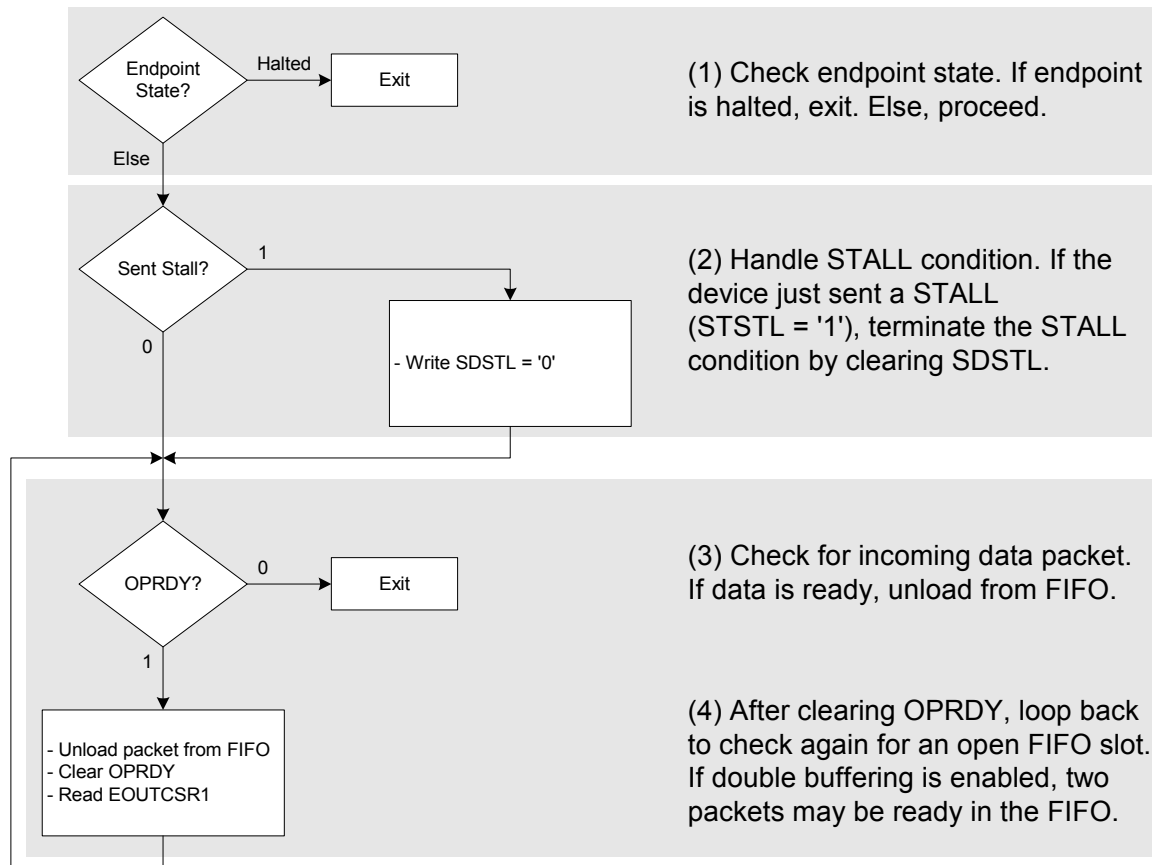 Endpoint
State?
Halted
Exit
Else
(1) Check endpoint state. If endpoint
is halted, exit. Else, proceed.
Sent Stall?
1
0
- Write SDSTL = '0'
(2) Handle STALL condition. If the
device just sent a STALL
(STSTL = '1'), terminate the STALL
condition by clearing SDSTL.
OPRDY?
0
Exit
1
(3) Check for incoming data packet.
If data is ready, unload from FIFO.
- Unload packet from FIFO
- Clear OPRDY
- Read EOUTCSR1
(4) After clearing OPRDY, loop back
to check again for an open FIFO slot.
If double buffering is enabled, two
packets may be ready in the FIFO.